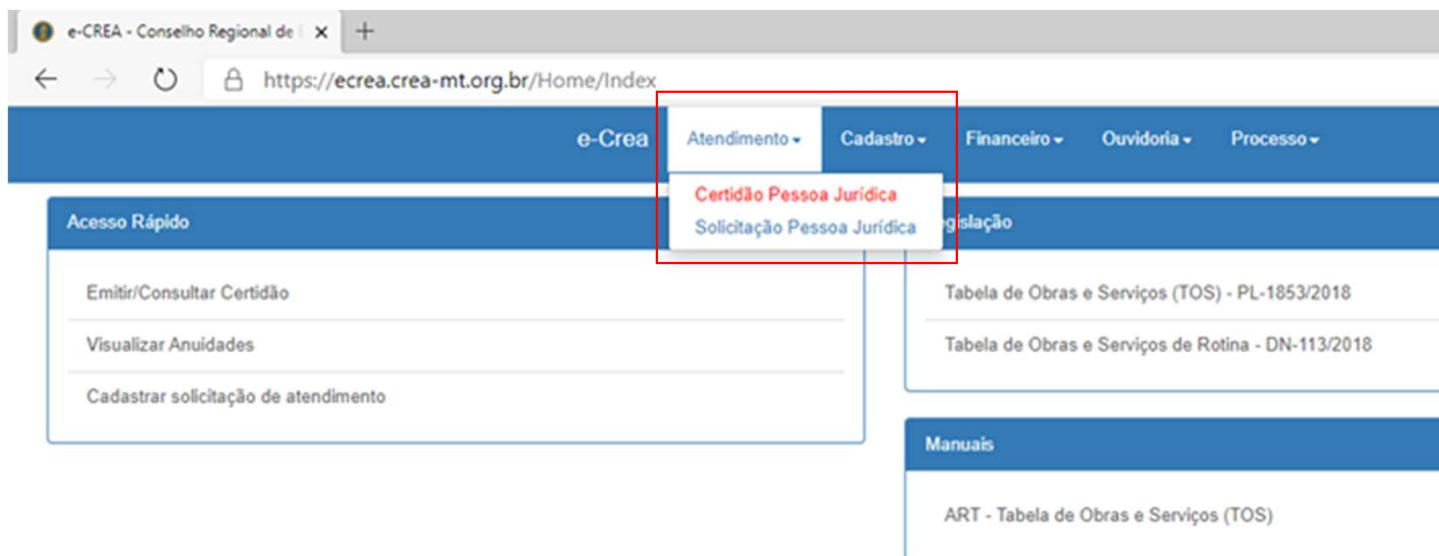 e-CREA - Conselho Regional de
https://ecrea.crea-mt.org.br/Home/Index
e-Crea Atendimento Cadastro Financeiro Ouvidoria Processo
Certidão Pessoa Jurídica
Solicitação Pessoa Jurídica
Acesso Rápido
Emitir/Consultar Certidão
Visualizar Anuidades
Cadastrar solicitação de atendimento
gislação
Tabela de Obras e Serviços (TOS) - PL-1853/2018
Tabela de Obras e Serviços de Rotina - DN-113/2018
Manuais
ART - Tabela de Obras e Serviços (TOS)